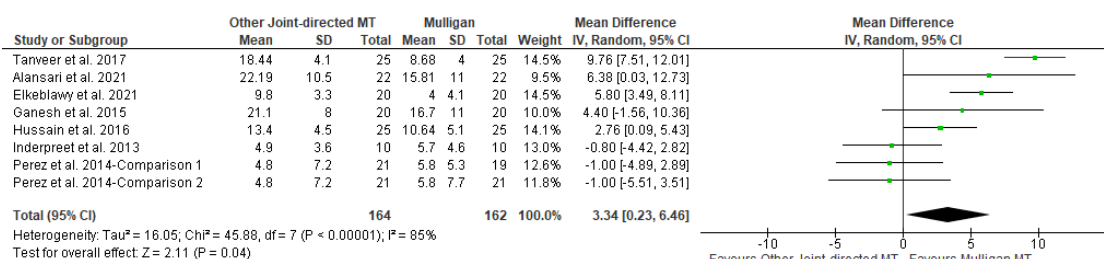 Other Joint-directed MT Mulligan Mean Difference Mean Difference
Study or Subgroup Mean SD Total Mean SD Total Weight IV, Random, 95% CI IV, Random, 95% CI
Tanveer et al. 2017 18.44 4.1 25 8.68 4 25 14.5% 9.76 [7.51, 12.01]
Alansari et al. 2021 22.19 10.5 22 15.81 11 22 9.5% 6.38 [0.03, 12.73]
Elkeblawy et al. 2021 9.8 3.3 20 4 4.1 20 14.5% 5.80 [3.49, 8.11]
Ganesh et al. 2015 21.1 8 20 16.7 11 20 9.9% 4.40 [-1.56, 10.36]
Hussain et al. 2016 13.4 4.5 25 10.64 5.1 25 14.1% 2.76 [0.09, 5.43]
Inderpreet et al. 2013 4.9 3.6 10 5.7 4.6 10 13.0% -0.80 [-4.42, 2.82]
Perez et al. 2014-Comparison 1 4.8 7.2 21 5.8 5.3 19 12.6% -1.00 [-4.89, 2.89]
Perez et al. 2014-Comparison 2 4.8 7.2 21 5.8 7.7 21 11.8% -1.00 [-5.51, 3.51]
Total (95% CI) 164 162 100.0% 3.34 [0.23, 6.46]
Heterogeneity: Tau² = 16.05; Chi² = 45.88, df = 7 (P < 0.00001); I² = 85%
Test for overall effect: Z = 2.11 (P = 0.04)
-10 -5 0 5 10
Favours Other Joint-directed MT Favours Mulligan MT